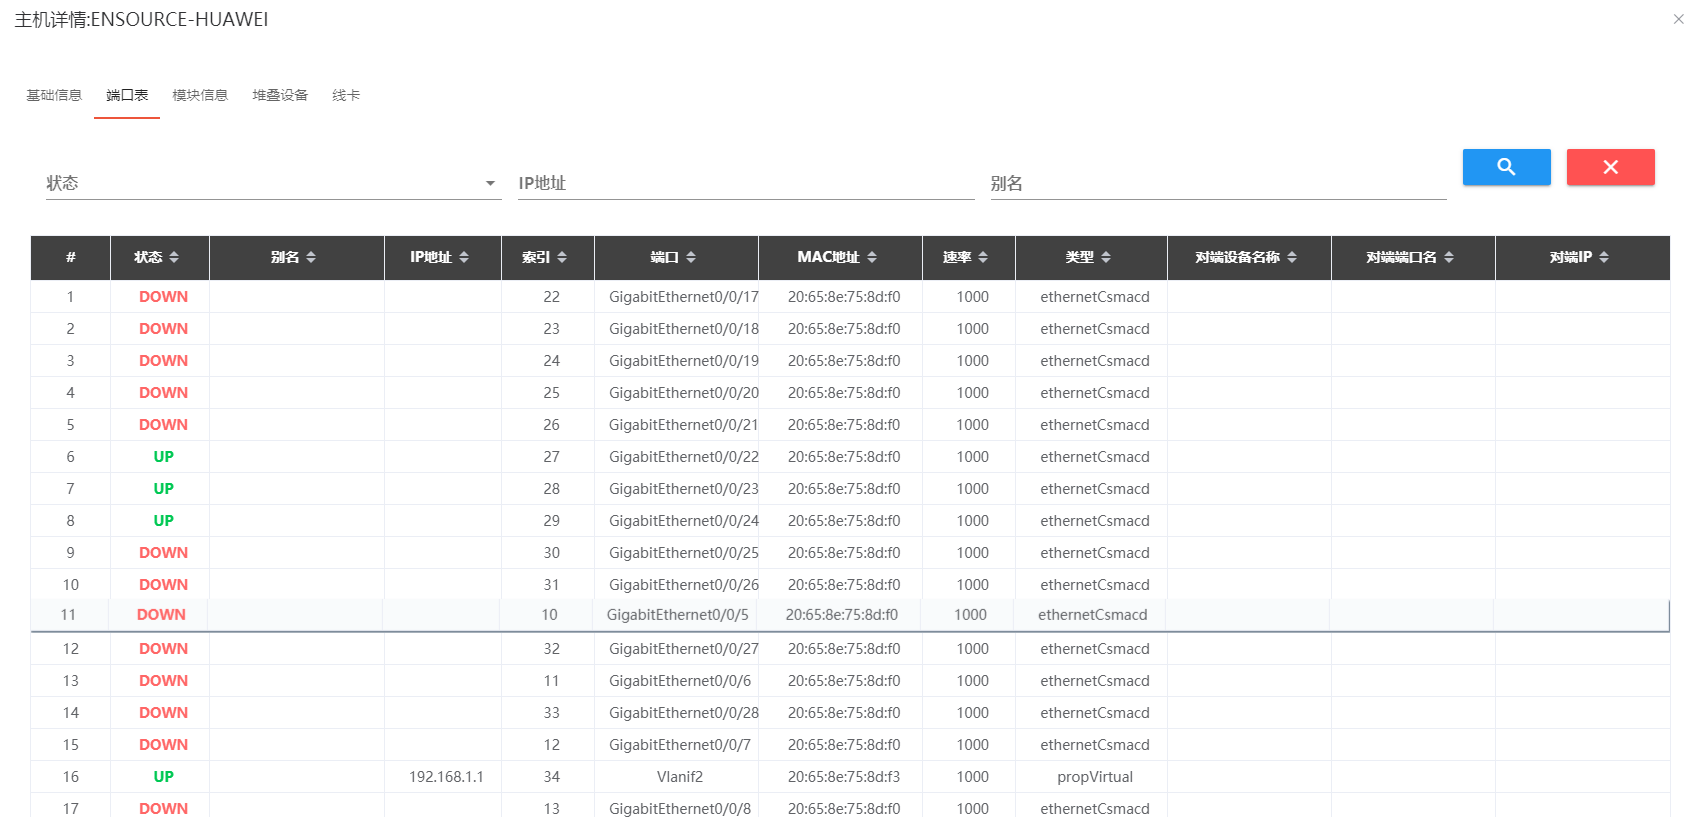 主机详情:ENSOURCE-HUAWEI
基础信息 端口表 模块信息 堆叠设备 线卡
状态 IP地址 别名
# 状态 别名 IP地址 索引 端口 MAC地址 速率 类型 对端设备名称 对端端口名 对端IP
1 DOWN 22 GigabitEthernet0/0/17 20:65:8e:75:8d:f0 1000 ethernetCsmacd
2 DOWN 23 GigabitEthernet0/0/18 20:65:8e:75:8d:f0 1000 ethernetCsmacd
3 DOWN 24 GigabitEthernet0/0/19 20:65:8e:75:8d:f0 1000 ethernetCsmacd
4 DOWN 25 GigabitEthernet0/0/20 20:65:8e:75:8d:f0 1000 ethernetCsmacd
5 DOWN 26 GigabitEthernet0/0/21 20:65:8e:75:8d:f0 1000 ethernetCsmacd
6 UP 27 GigabitEthernet0/0/22 20:65:8e:75:8d:f0 1000 ethernetCsmacd
7 UP 28 GigabitEthernet0/0/23 20:65:8e:75:8d:f0 1000 ethernetCsmacd
8 UP 29 GigabitEthernet0/0/24 20:65:8e:75:8d:f0 1000 ethernetCsmacd
9 DOWN 30 GigabitEthernet0/0/25 20:65:8e:75:8d:f0 1000 ethernetCsmacd
10 DOWN 31 GigabitEthernet0/0/26 20:65:8e:75:8d:f0 1000 ethernetCsmacd
11 DOWN 10 GigabitEthernet0/0/5 20:65:8e:75:8d:f0 1000 ethernetCsmacd
12 DOWN 32 GigabitEthernet0/0/27 20:65:8e:75:8d:f0 1000 ethernetCsmacd
13 DOWN 11 GigabitEthernet0/0/6 20:65:8e:75:8d:f0 1000 ethernetCsmacd
14 DOWN 33 GigabitEthernet0/0/28 20:65:8e:75:8d:f0 1000 ethernetCsmacd
15 DOWN 12 GigabitEthernet0/0/7 20:65:8e:75:8d:f0 1000 ethernetCsmacd
16 UP 192.168.1.1 34 Vlanif2 20:65:8e:75:8d:f3 1000 propVirtual
17 DOWN 13 GigabitEthernet0/0/8 20:65:8e:75:8d:f0 1000 ethernetCsmacd